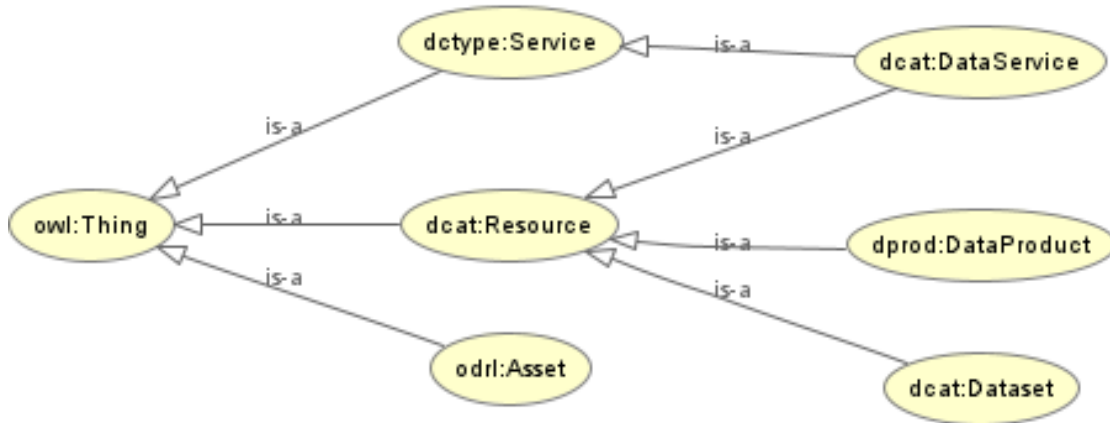 dctype:Service
is-a
dcat:DataService
is-a
is-a
owl:Thing
is-a
dcat:Resource
is-a
dprod:DataProduct
is-a
is-a
odrl:Asset
dcat:Dataset